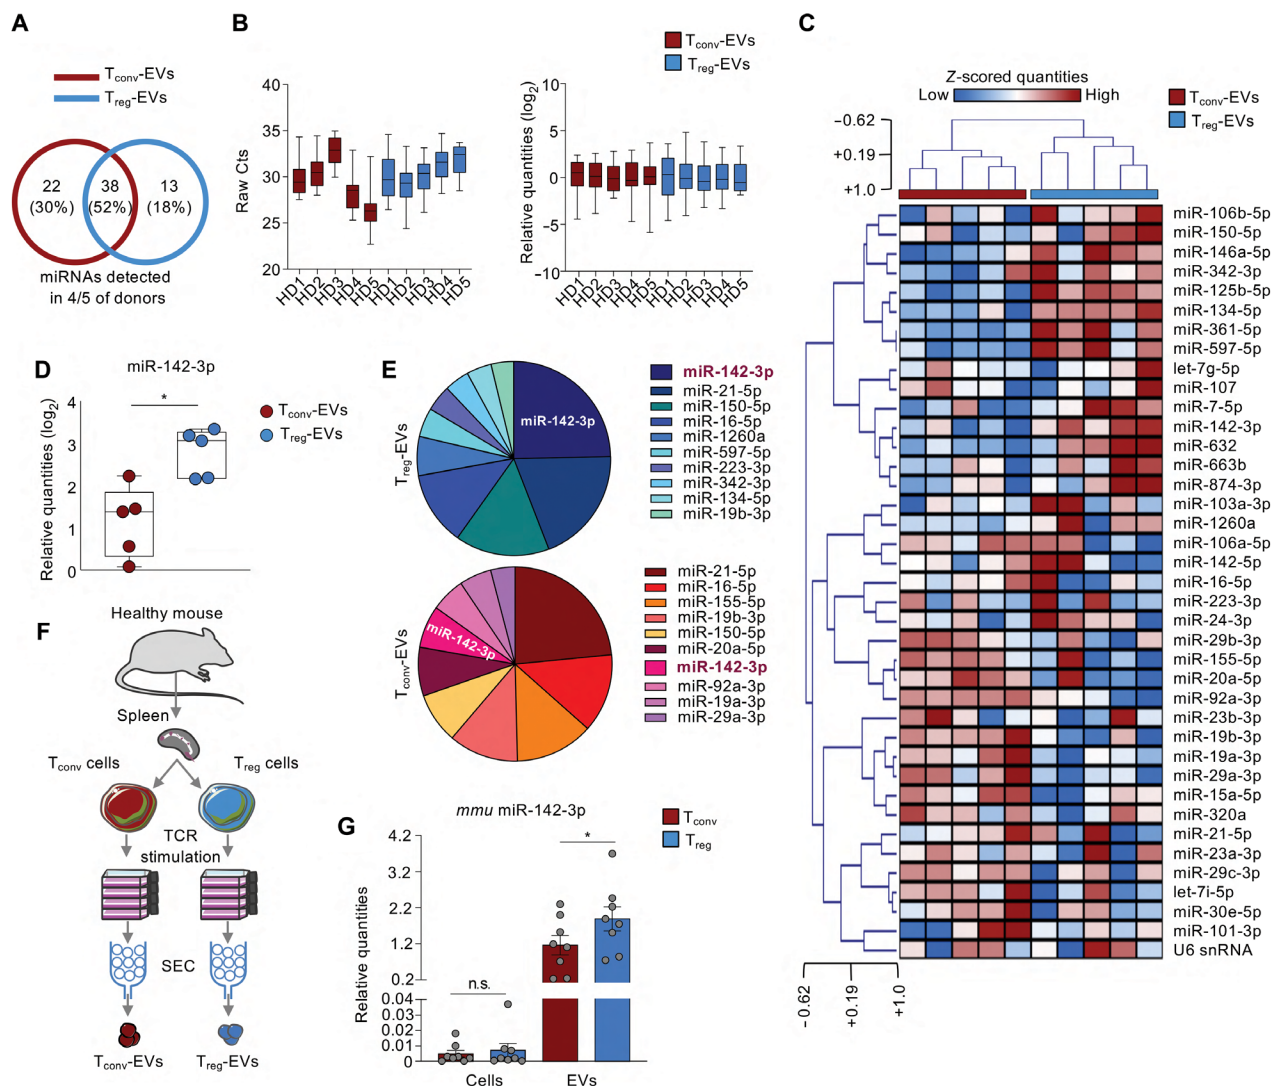 A
Tconv-EVs
Treg-EVs
22
(30%)
38
(52%)
13
(18%)
miRNAs detected
in 4/5 of donors
B
Tconv-EVs
Treg-EVs
Raw Cts
40
35
30
25
20
HD1 HD2 HD3 HD4 HD5 HD1 HD2 HD3 HD4 HD5
Relative quantities (log2)
10
5
0
−5
−10
HD1 HD2 HD3 HD4 HD5 HD1 HD2 HD3 HD4 HD5
C
Z-scored quantities
Low
High
Tconv-EVs
Treg-EVs
−0.62
+0.19
+1.0
miR-106b-5p
miR-150-5p
miR-146a-5p
miR-342-3p
miR-125b-5p
miR-134-5p
miR-361-5p
miR-597-5p
let-7g-5p
miR-107
miR-7-5p
miR-142-3p
miR-632
miR-663b
miR-874-3p
miR-103a-3p
miR-1260a
miR-106a-5p
miR-142-5p
miR-16-5p
miR-223-3p
miR-24-3p
miR-29b-3p
miR-155-5p
miR-20a-5p
miR-92a-3p
miR-23b-3p
miR-19b-3p
miR-19a-3p
miR-29a-3p
miR-15a-5p
miR-320a
miR-21-5p
miR-23a-3p
miR-29c-3p
let-7i-5p
miR-30e-5p
miR-101-3p
U6 snRNA
−0.62
+0.19
+1.0
D
miR-142-3p
*
Relative quantities (log2)
4
3
2
1
0
Tconv-EVs
Treg-EVs
E
Treg-EVs
miR-142-3p
miR-142-3p
miR-21-5p
miR-150-5p
miR-16-5p
miR-1260a
miR-597-5p
miR-223-3p
miR-342-3p
miR-134-5p
miR-19b-3p
Tconv-EVs
miR-142-3p
miR-21-5p
miR-16-5p
miR-155-5p
miR-19b-3p
miR-150-5p
miR-20a-5p
miR-142-3p
miR-92a-3p
miR-19a-3p
miR-29a-3p
F
Healthy mouse
Spleen
Tconv cells
Treg cells
TCR
stimulation
SEC
Tconv-EVs
Treg-EVs
G
mmu miR-142-3p
Tconv
Treg
Relative quantities
4.2
3.2
2.2
1.2
0.2
0.04
0.03
0.02
0.01
0
n.s.
*
Cells
EVs